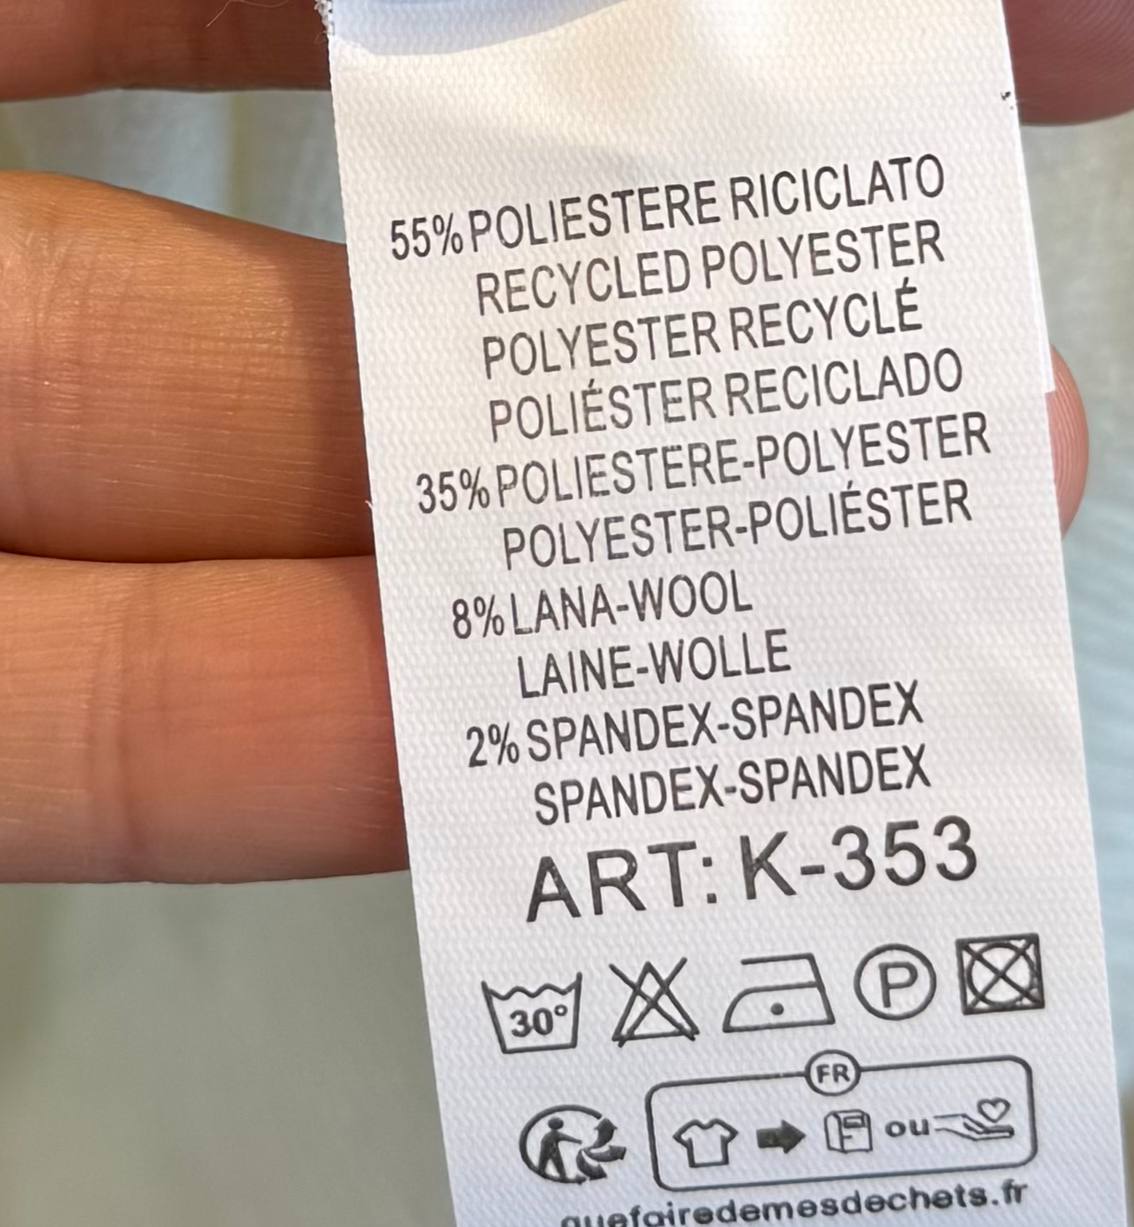 55% POLIESTERE RICICLATO
RECYCLED POLYESTER
POLYESTER RECYCLÉ
POLIÉSTER RECICLADO
35% POLIESTERE-POLYESTER
POLYESTER-POLIÉSTER
8% LANA-WOOL
LAINE-WOLLE
2% SPANDEX-SPANDEX
SPANDEX-SPANDEX
ART: K-353
30° P
FR
ou
quefairedemesdechets.fr